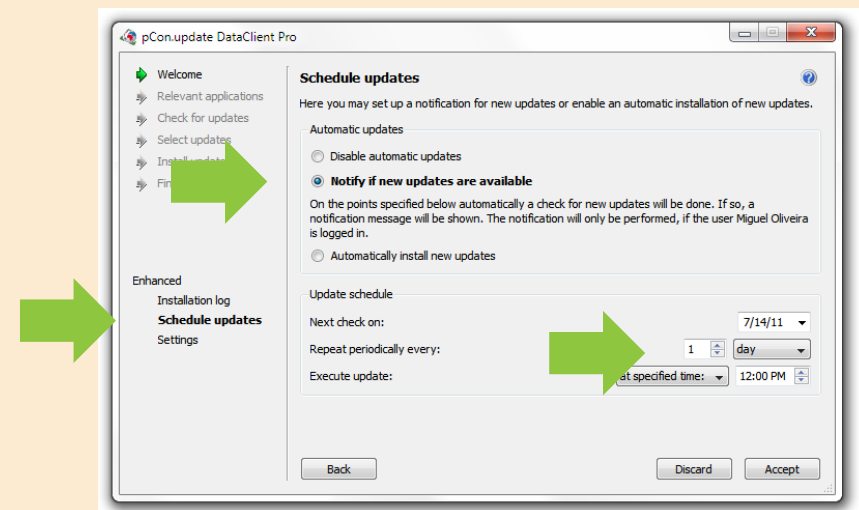 pCon.update DataClient Pro
Welcome
Relevant applications
Check for updates
Select updates
Schedule updates
Here you may set up a notification for new updates or enable an automatic installation of new updates.
Automatic updates
Disable automatic updates
Notify if new updates are available
On the points specified below automatically a check for new updates will be done. If so, a
notification message will be shown. The notification will only be performed, if the user Miguel Oliveira
is logged in.
Automatically install new updates
Enhanced
Installation log
Schedule updates
Settings
Update schedule
Next check on: 7/14/11
Repeat periodically every: 1 day
Execute update: at specified time: 12:00 PM
Back Discard Accept